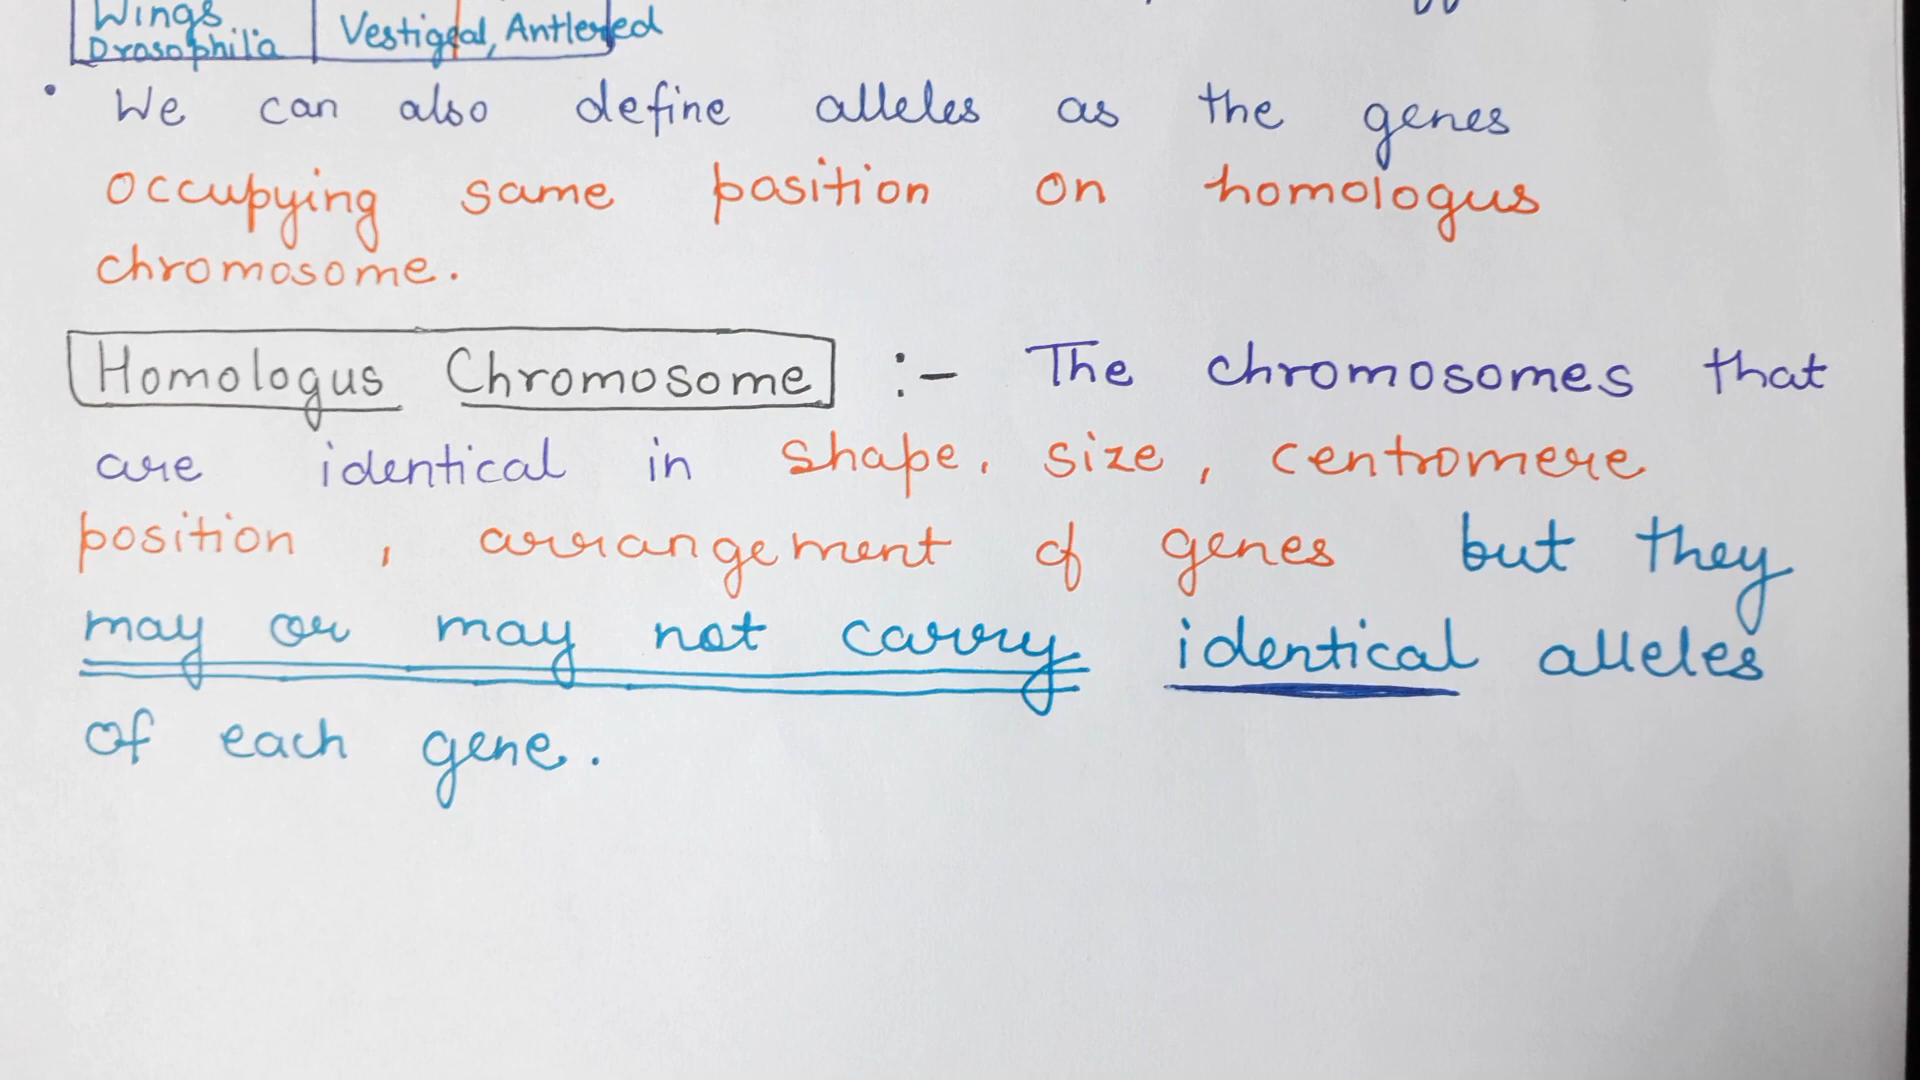 Wings
Drosophila
Vestigeal, Antlered
• We can also define alleles as the genes
occupying same position on homologus
chromosome.
Homologus Chromosome :- The chromosomes that
are identical in shape, size, centromere
position, arrangement of genes but they
may or may not carry identical alleles
of each gene.